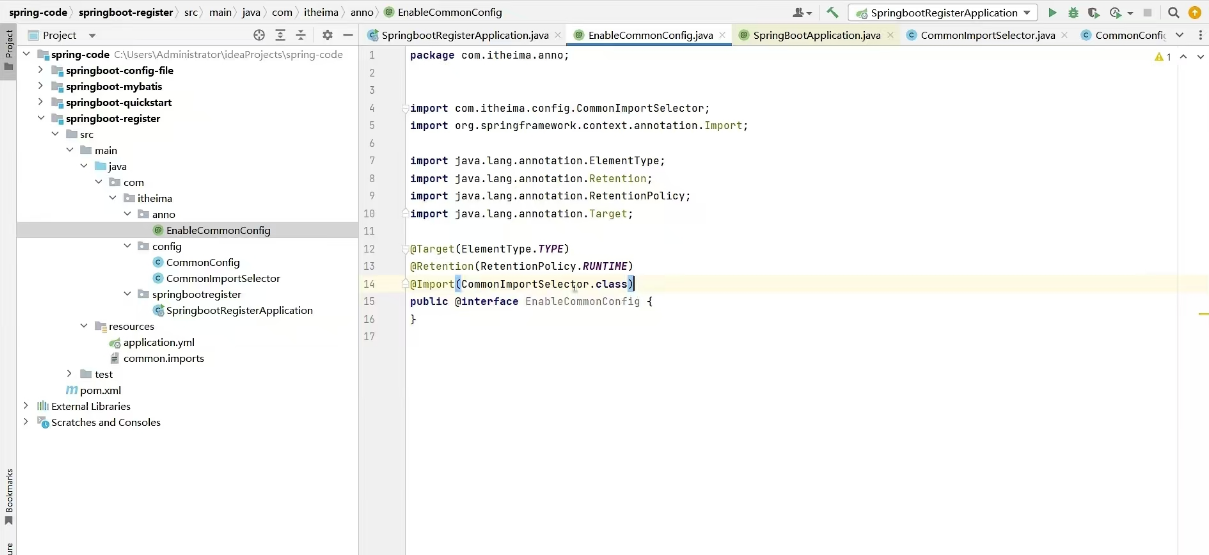 spring-code springboot-register src main java com itheima anno EnableCommonConfig SpringbootRegisterApplication
Project SpringbootRegisterApplication.java EnableCommonConfig.java SpringBootApplication.java CommonImportSelector.java CommonConfi
Project
spring-code C:\Users\Administrator\ideaProjects\spring-code
springboot-config-file
springboot-mybatis
springboot-quickstart
springboot-register
src
main
java
com
itheima
anno
EnableCommonConfig
config
CommonConfig
CommonImportSelector
springbootregister
SpringbootRegisterApplication
resources
application.yml
common.imports
test
pom.xml
External Libraries
Scratches and Consoles
Bookmarks
1 package com.itheima.anno;
1
2
3
4 import com.itheima.config.CommonImportSelector;
5 import org.springframework.context.annotation.Import;
6
7 import java.lang.annotation.ElementType;
8 import java.lang.annotation.Retention;
9 import java.lang.annotation.RetentionPolicy;
10 import java.lang.annotation.Target;
11
12 @Target(ElementType.TYPE)
13 @Retention(RetentionPolicy.RUNTIME)
14 @Import(CommonImportSelector.class)
15 public @interface EnableCommonConfig {
16 }
17